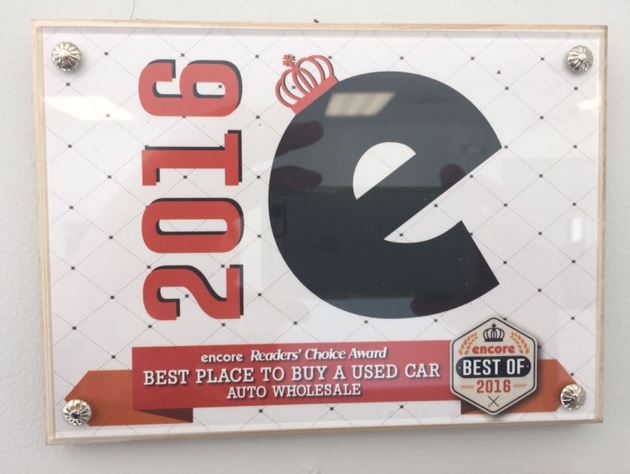 2016
e
encore Readers' Choice Award
BEST PLACE TO BUY A USED CAR
AUTO WHOLESALE
encore
BEST OF
2016